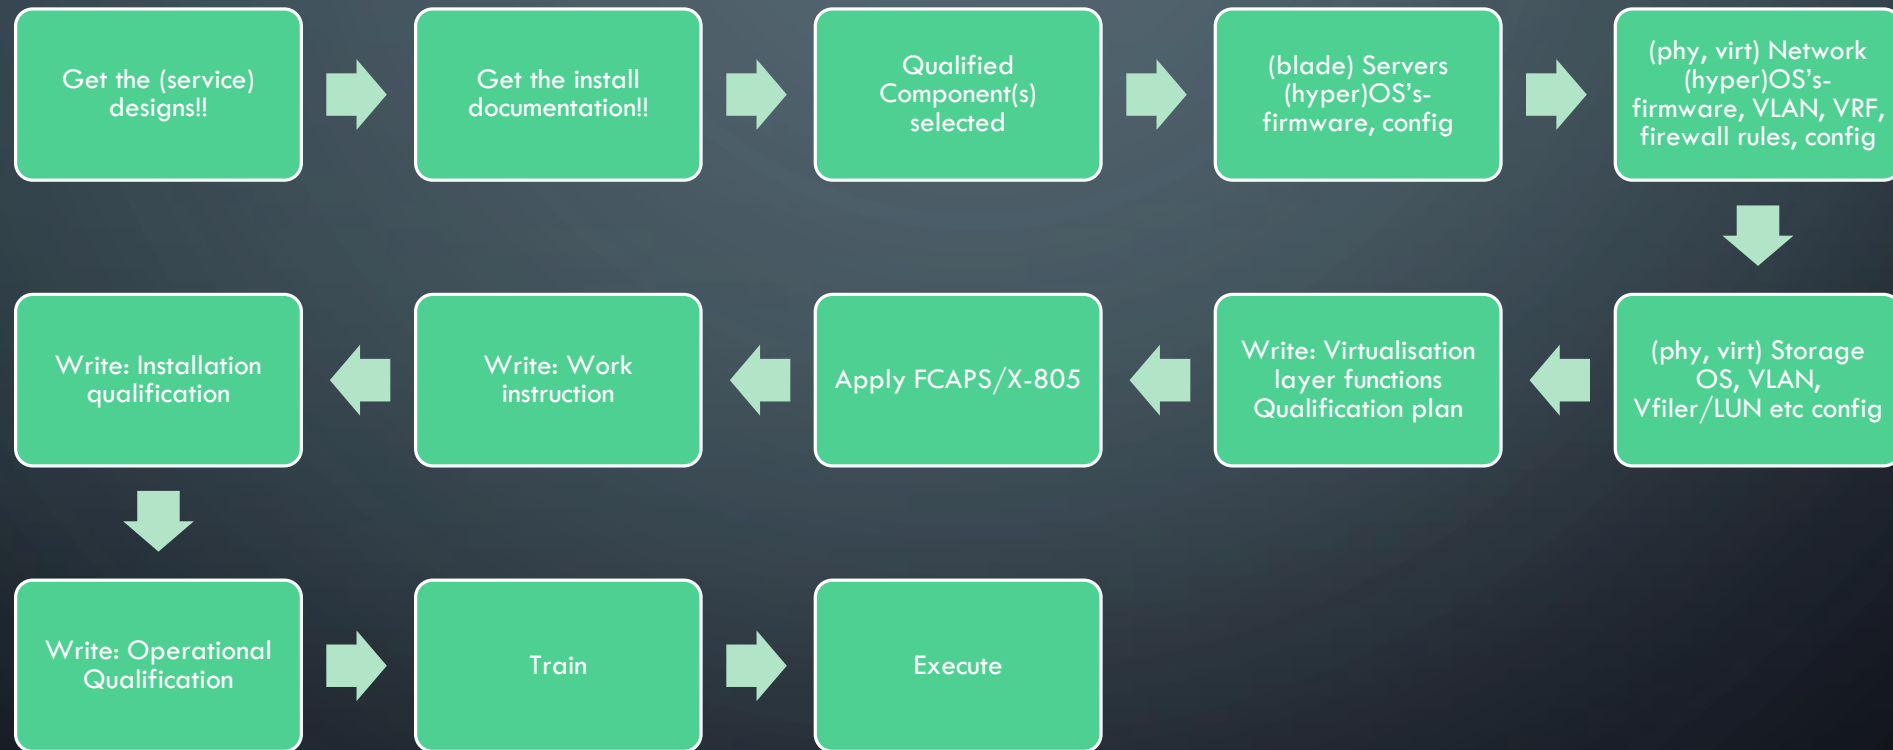 Get the (service)
designs!!
Get the install
documentation!!
Qualified
Component(s)
selected
(blade) Servers
(hyper)OS's-
firmware, config
(phy, virt) Network
(hyper)OS's-
firmware, VLAN, VRF,
firewall rules, config
(phy, virt) Storage
OS, VLAN,
Vfiler/LUN etc config
Write: Virtualisation
layer functions
Qualification plan
Apply FCAPS/X-805
Write: Work
instruction
Write: Installation
qualification
Write: Operational
Qualification
Train
Execute